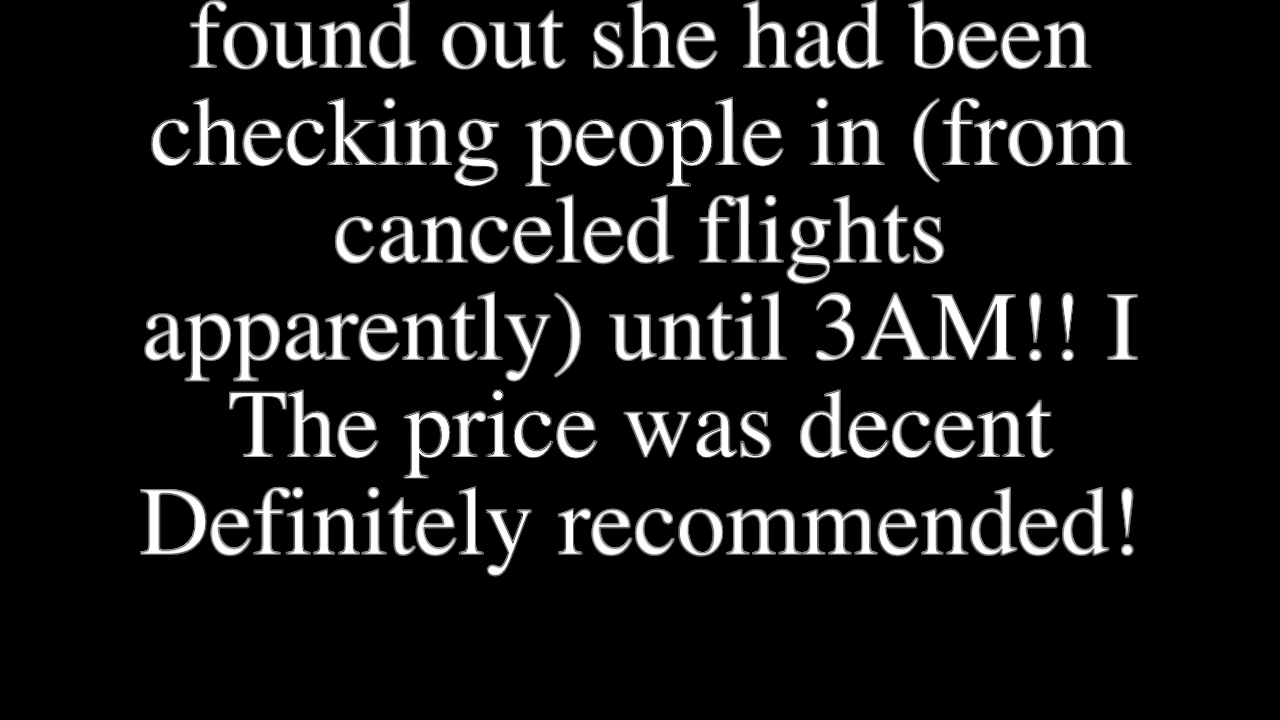 found out she had been
checking people in (from
canceled flights
apparently) until 3AM!! I
The price was decent
Definitely recommended!